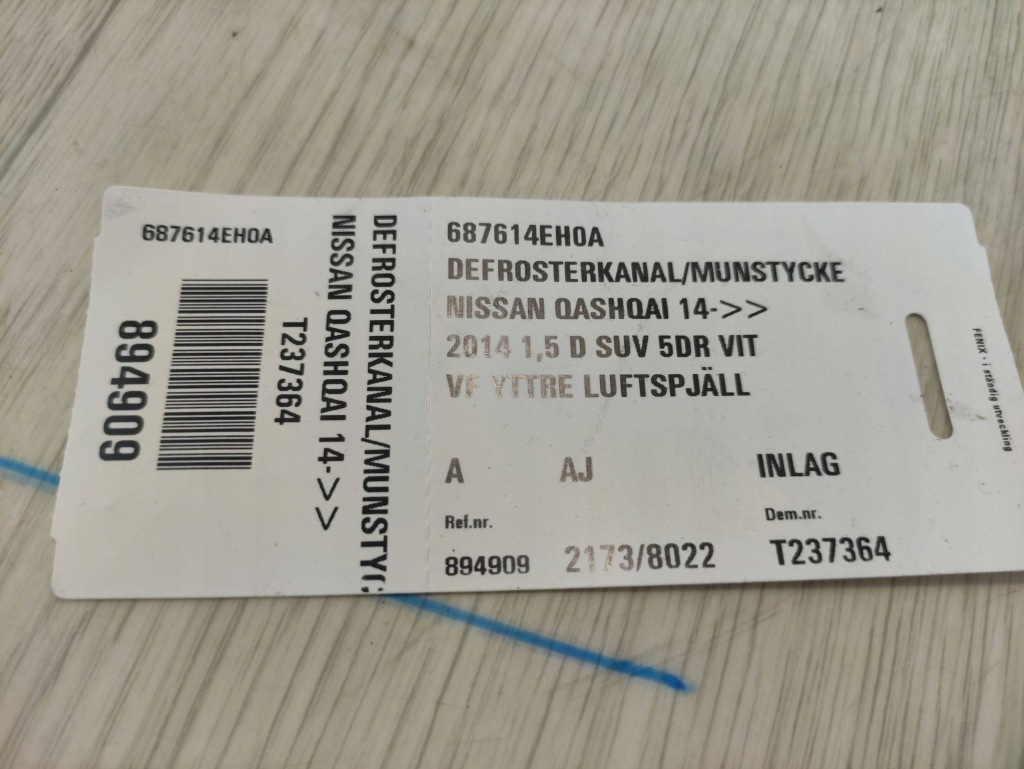 687614EH0A
894909
T237364
NISSAN QASHQAI 14->>
DEFROSTERKANAL/MUNSTYC
687614EH0A
DEFROSTERKANAL/MUNSTYCKE
NISSAN QASHQAI 14->>
2014 1,5 D SUV 5DR VIT
VF YTTRE LUFTSPJÄLL
A AJ INLAG
Ref.nr. Dem.nr.
894909 2173/8022 T237364
FENIX - i ständig utveckling